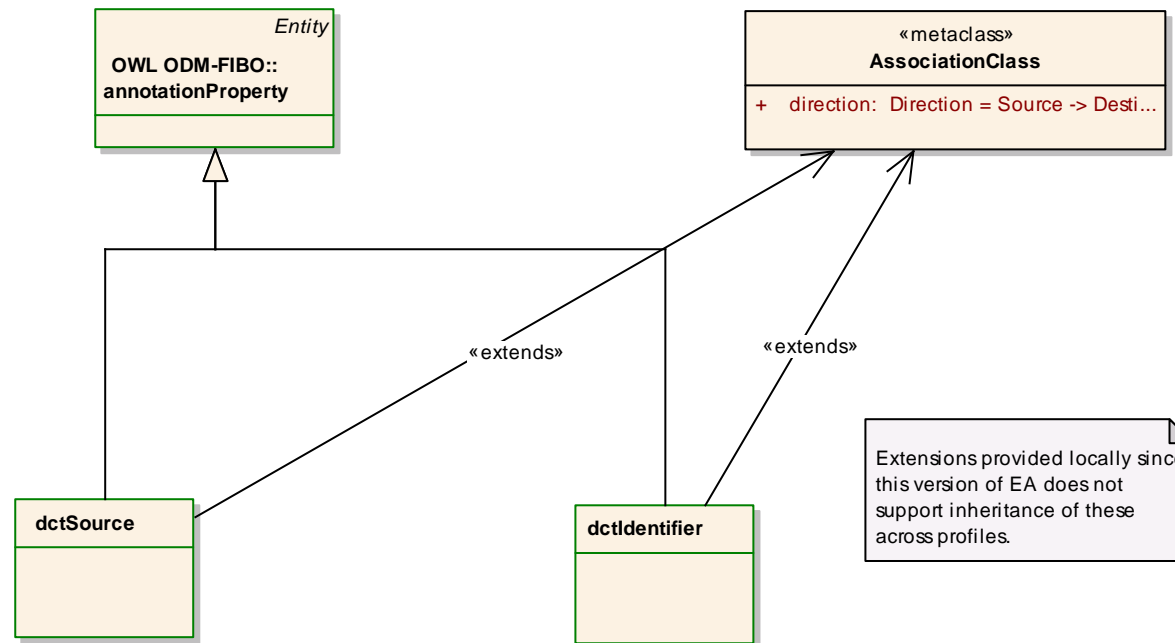 Entity
OWL ODM-FIBO::
annotationProperty
«metaclass»
AssociationClass
+ direction: Direction = Source -> Desti...
«extends»
«extends»
dctSource
dctIdentifier
Extensions provided locally since
this version of EA does not
support inheritance of these
across profiles.